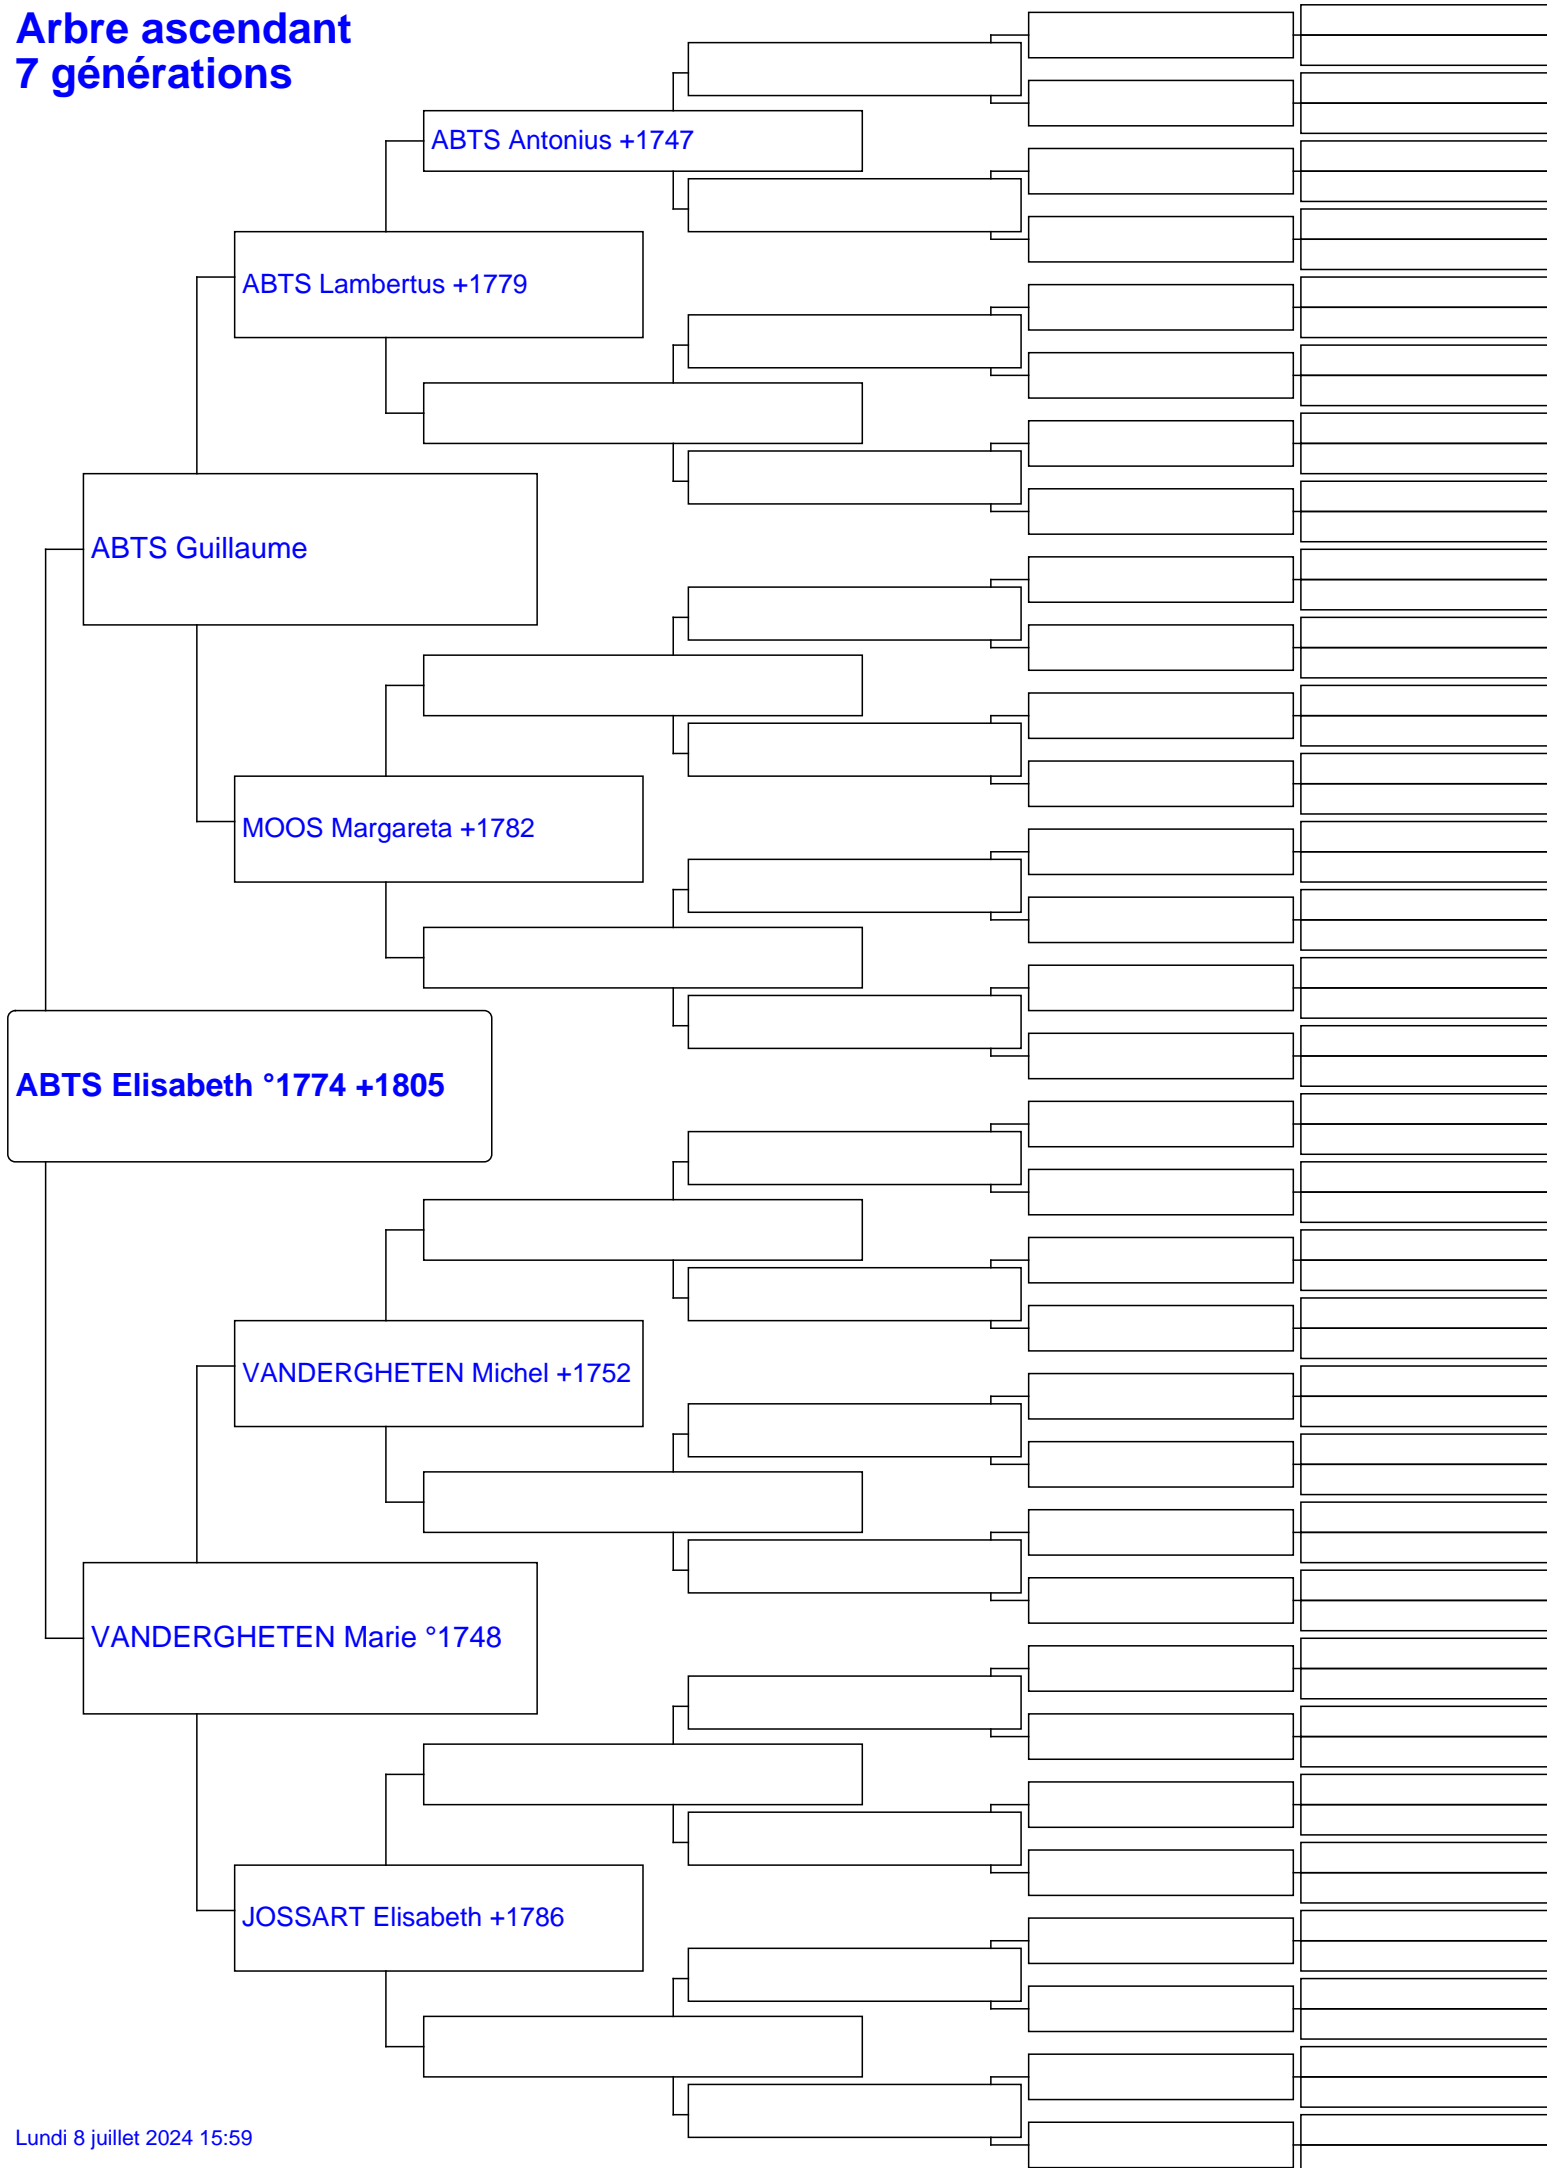 Arbre ascendant
7 générations
ABTS Antonius +1747
ABTS Lambertus +1779
ABTS Guillaume
MOOS Margareta +1782
ABTS Elisabeth °1774 +1805
VANDERGHETEN Michel +1752
VANDERGHETEN Marie °1748
JOSSART Elisabeth +1786
Lundi 8 juillet 2024 15:59